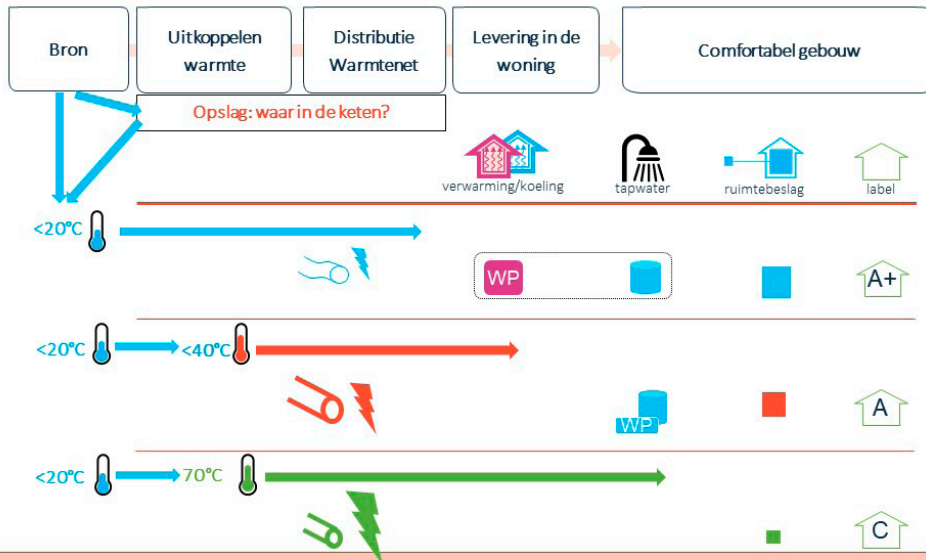 Bron
Uitkoppelen
warmte
Distributie
Warmtenet
Levering in de
woning
Comfortabel gebouw
Opslag: waar in de keten?
verwarming/koeling
tapwater
ruimtebeslag
label
<20°C
WP
A+
<20°C
<40°C
WP
A
<20°C
70°C
C